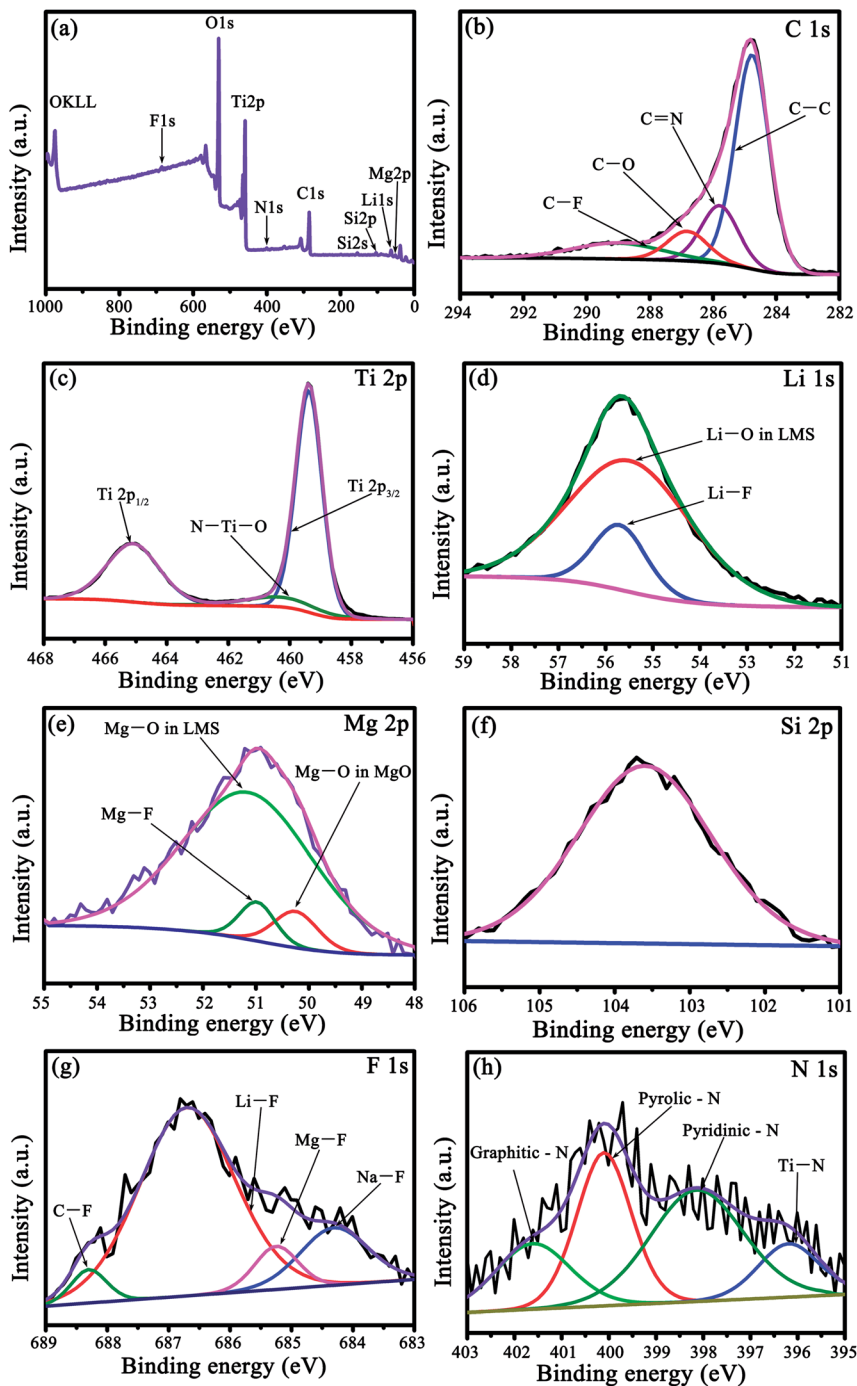 (a)
O1s
OKLL
Ti2p
F1s
N1s
C1s
Mg2p
Li1s
Si2p
Si2s
Intensity (a.u.)
1000 800 600 400 200 0
Binding energy (eV)
(b)
C 1s
C=N
C−C
C−O
C−F
Intensity (a.u.)
294 292 290 288 286 284 282
Binding energy (eV)
(c)
Ti 2p
Ti 2p1/2
N−Ti−O
Ti 2p3/2
Intensity (a.u.)
468 466 464 462 460 458 456
Binding energy (eV)
(d)
Li 1s
Li−O in LMS
Li−F
Intensity (a.u.)
59 58 57 56 55 54 53 52 51
Binding energy (eV)
(e)
Mg 2p
Mg−O in LMS
Mg−O in MgO
Mg−F
Intensity (a.u.)
55 54 53 52 51 50 49 48
Binding energy (eV)
(f)
Si 2p
Intensity (a.u.)
106 105 104 103 102 101
Binding energy (eV)
(g)
F 1s
Li−F
Mg−F
Na−F
C−F
Intensity (a.u.)
689 688 687 686 685 684 683
Binding energy (eV)
(h)
N 1s
Pyrolic - N
Graphitic - N
Pyridinic - N
Ti−N
Intensity (a.u.)
403 402 401 400 399 398 397 396 395
Binding energy (eV)